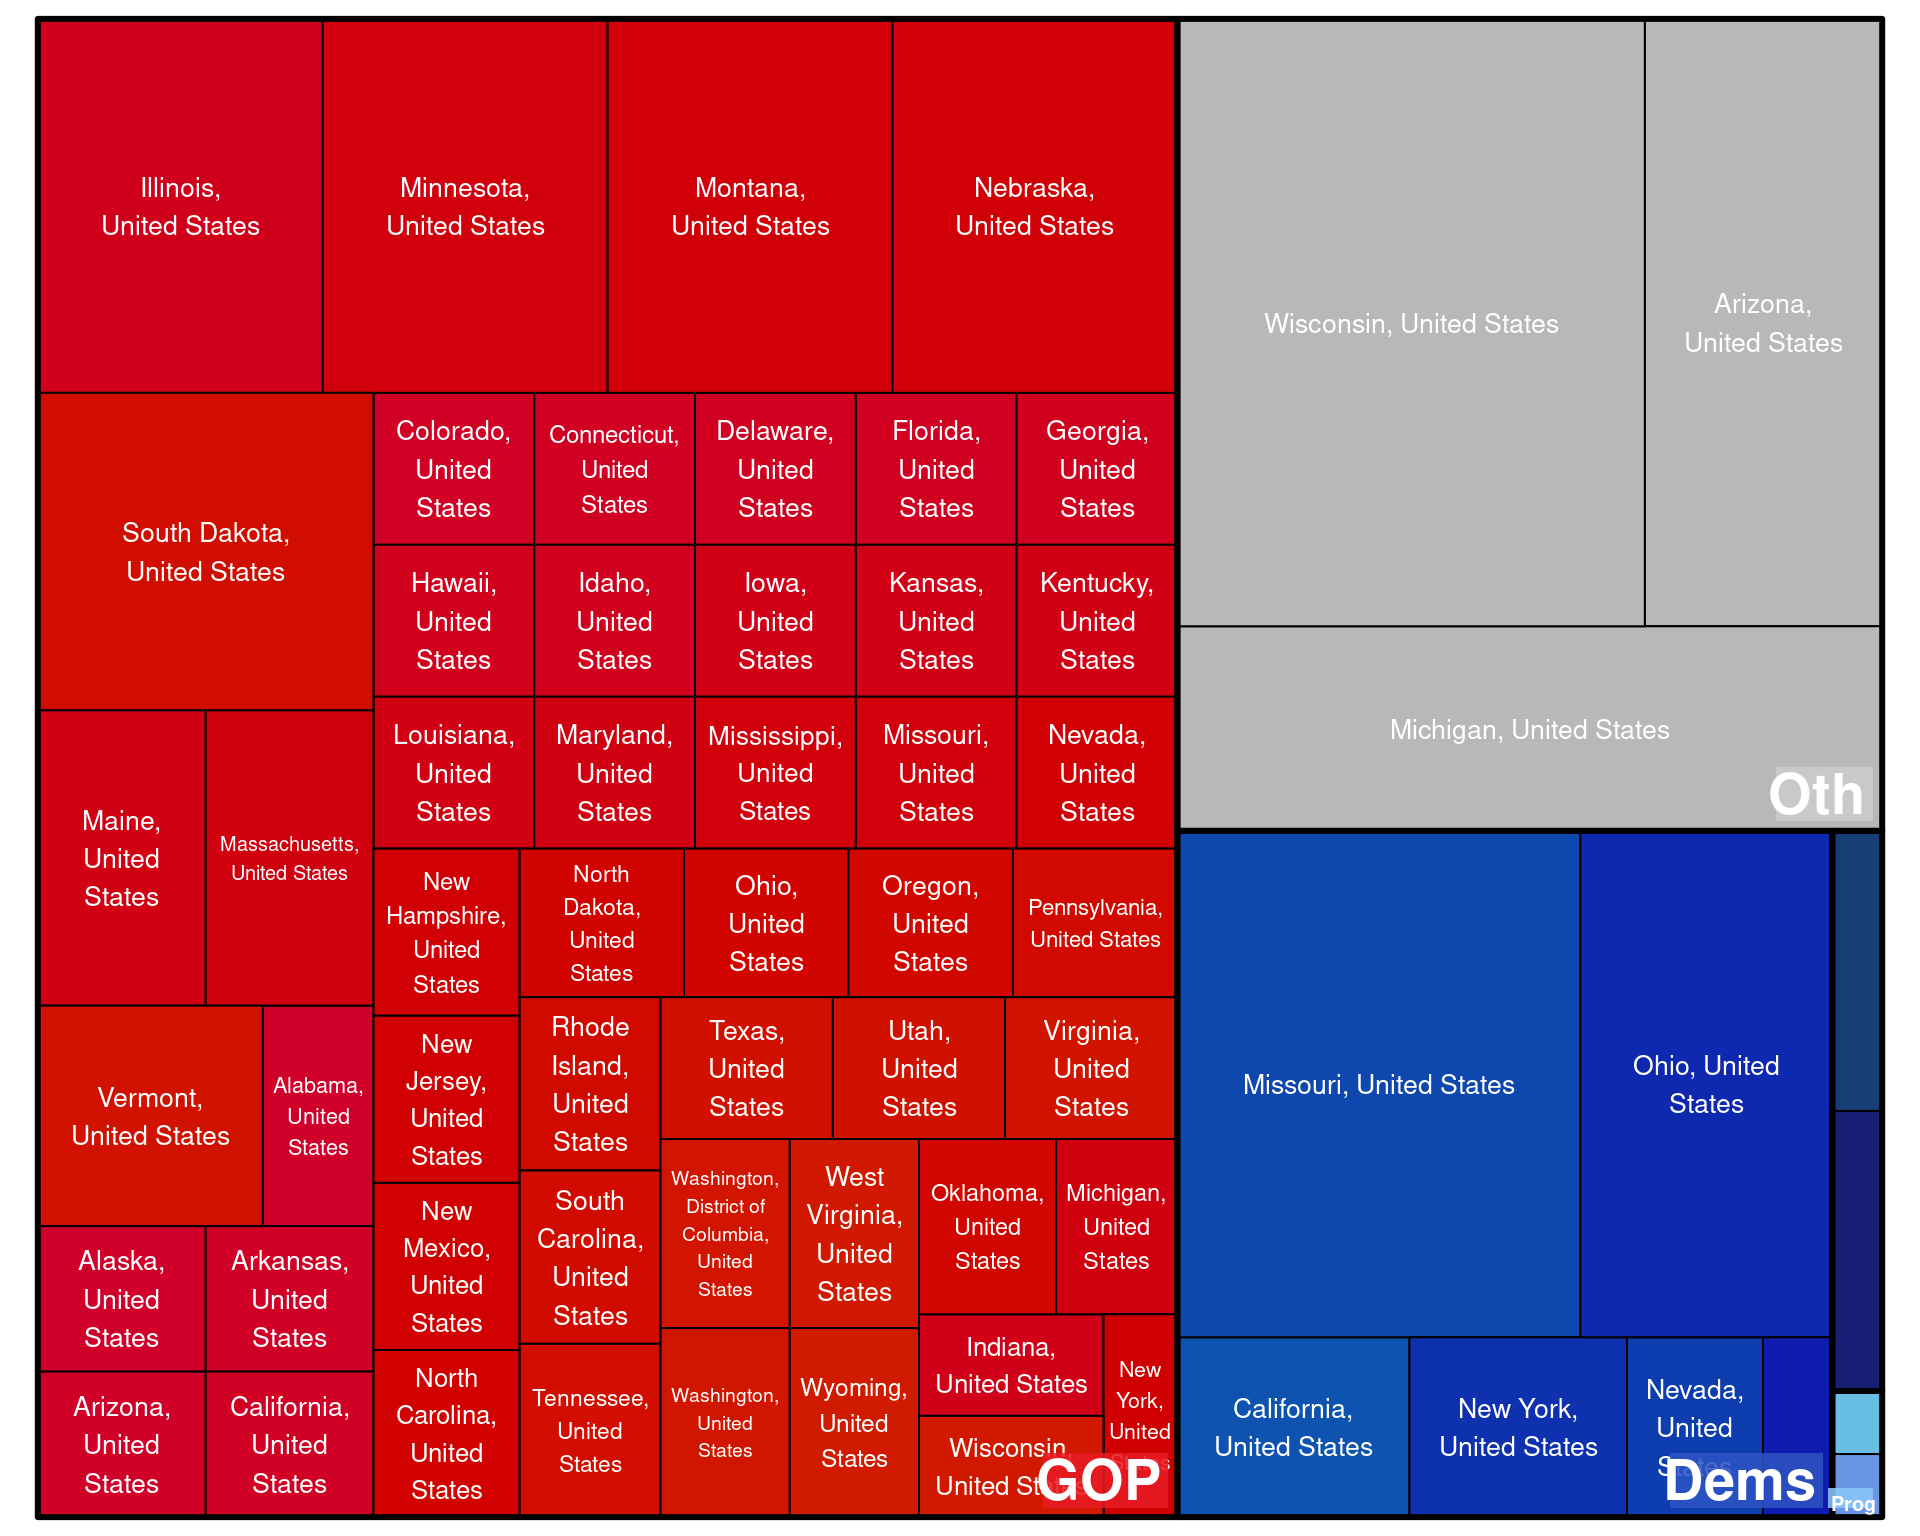 Illinois,
United States
Minnesota,
United States
Montana,
United States
Nebraska,
United States
South Dakota,
United States
Colorado,
United
States
Connecticut,
United
States
Delaware,
United
States
Florida,
United
States
Georgia,
United
States
Hawaii,
United
States
Idaho,
United
States
Iowa,
United
States
Kansas,
United
States
Kentucky,
United
States
Louisiana,
United
States
Maryland,
United
States
Mississippi,
United
States
Missouri,
United
States
Nevada,
United
States
Maine,
United
States
Massachusetts,
United States
New
Hampshire,
United
States
North
Dakota,
United
States
Ohio,
United
States
Oregon,
United
States
Pennsylvania,
United States
Vermont,
United States
Alabama,
United
States
New
Jersey,
United
States
Rhode
Island,
United
States
Texas,
United
States
Utah,
United
States
Virginia,
United
States
Alaska,
United
States
Arkansas,
United
States
New
Mexico,
United
States
South
Carolina,
United
States
Washington,
District of
Columbia,
United
States
West
Virginia,
United
States
Oklahoma,
United
States
Michigan,
United
States
Arizona,
United
States
California,
United
States
North
Carolina,
United
States
Tennessee,
United
States
Washington,
United
States
Wyoming,
United
States
Indiana,
United States
Wisconsin,
United States
New
York,
United
States
GOP
Wisconsin, United States
Arizona,
United States
Michigan, United States
Oth
Missouri, United States
Ohio, United
States
California,
United States
New York,
United States
Nevada,
United
States
Dems
Prog